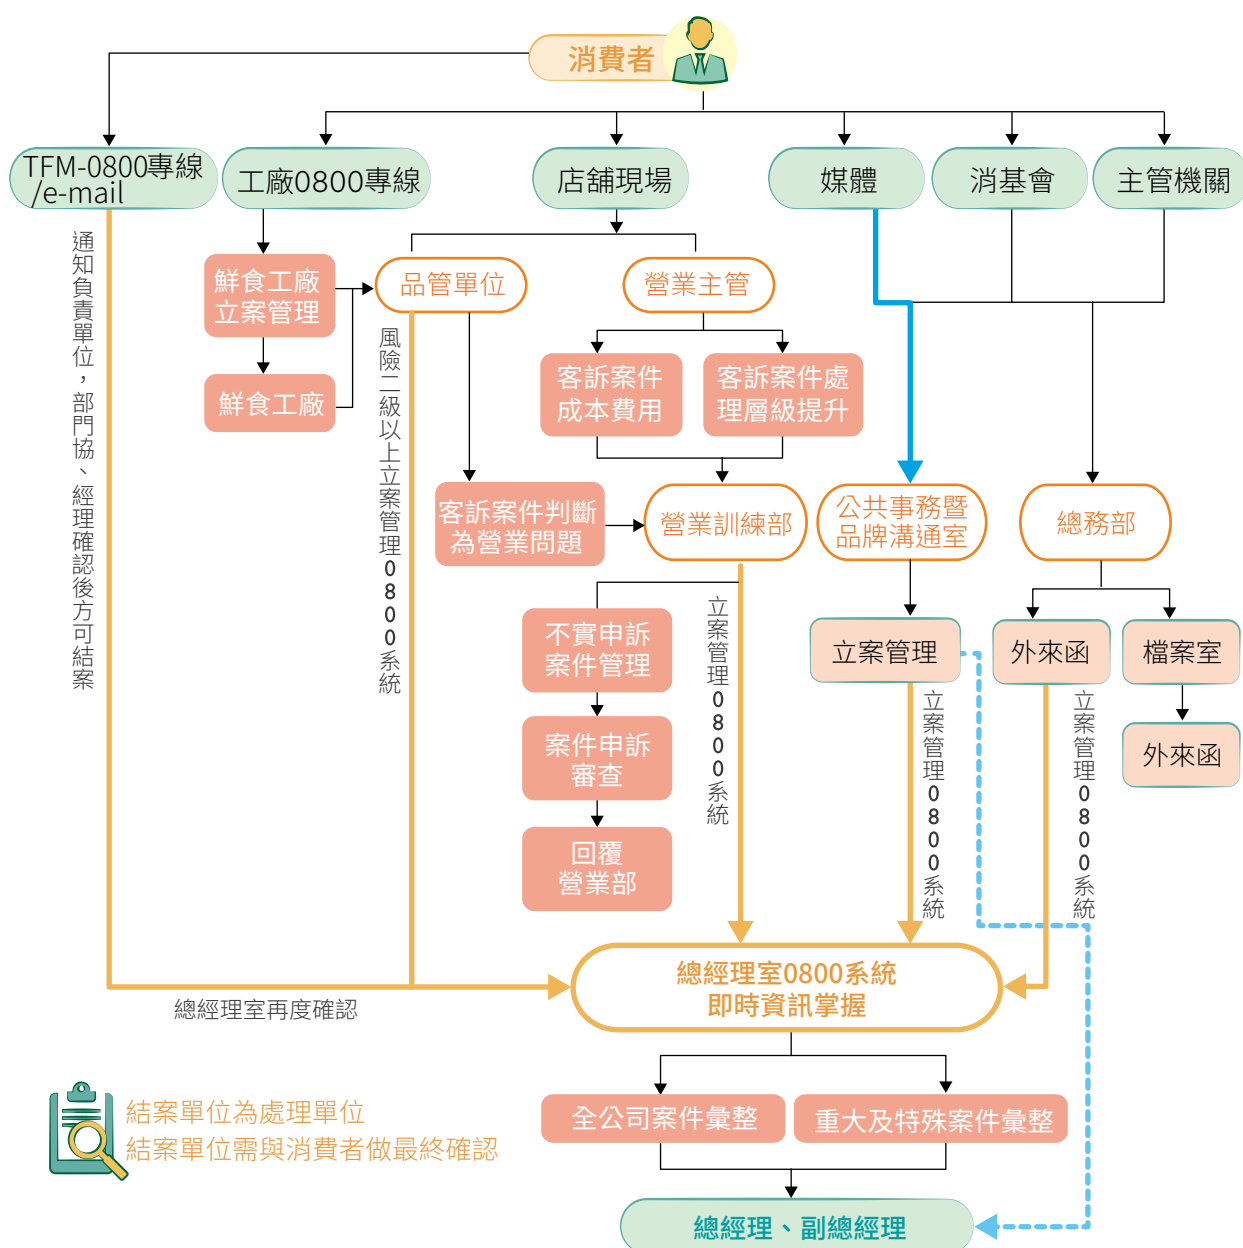 消費者
TFM-0800專線
/e-mail
工廠0800專線
店舖現場
媒體
消基會
主管機關
通知負責單位，部門協、經理確認後方可結案
鮮食工廠
立案管理
鮮食工廠
品管單位
營業主管
風險二級以上立案管理0800系統
客訴案件
成本費用
客訴案件處
理層級提升
客訴案件判斷
為營業問題
營業訓練部
公共事務暨
品牌溝通室
總務部
不實申訴
案件管理
案件申訴
審查
回覆
營業部
立案管理0800系統
立案管理
立案管理0800系統
外來函
檔案室
外來函
立案管理0800系統
總經理室0800系統
即時資訊掌握
總經理室再度確認
全公司案件彙整
重大及特殊案件彙整
結案單位為處理單位
結案單位需與消費者做最終確認
總經理、副總經理